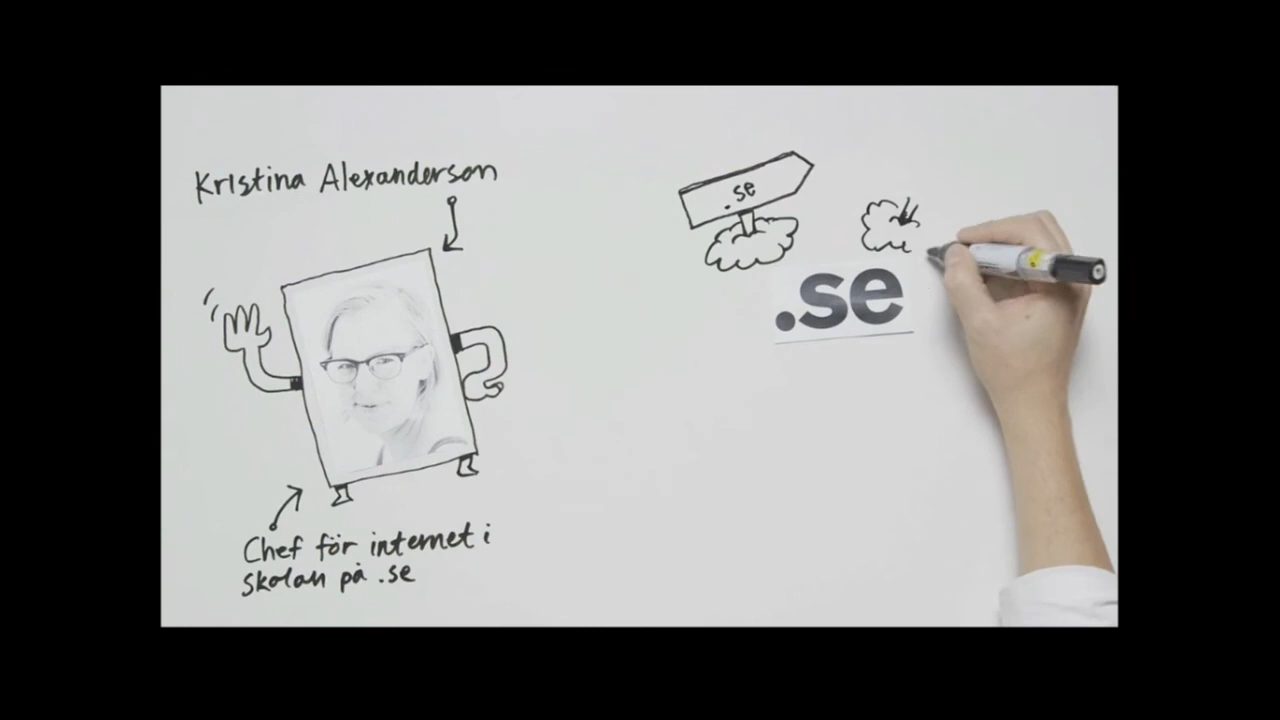 Kristina Alexanderson
Chef för internet i
skolan på .se
.se
.se